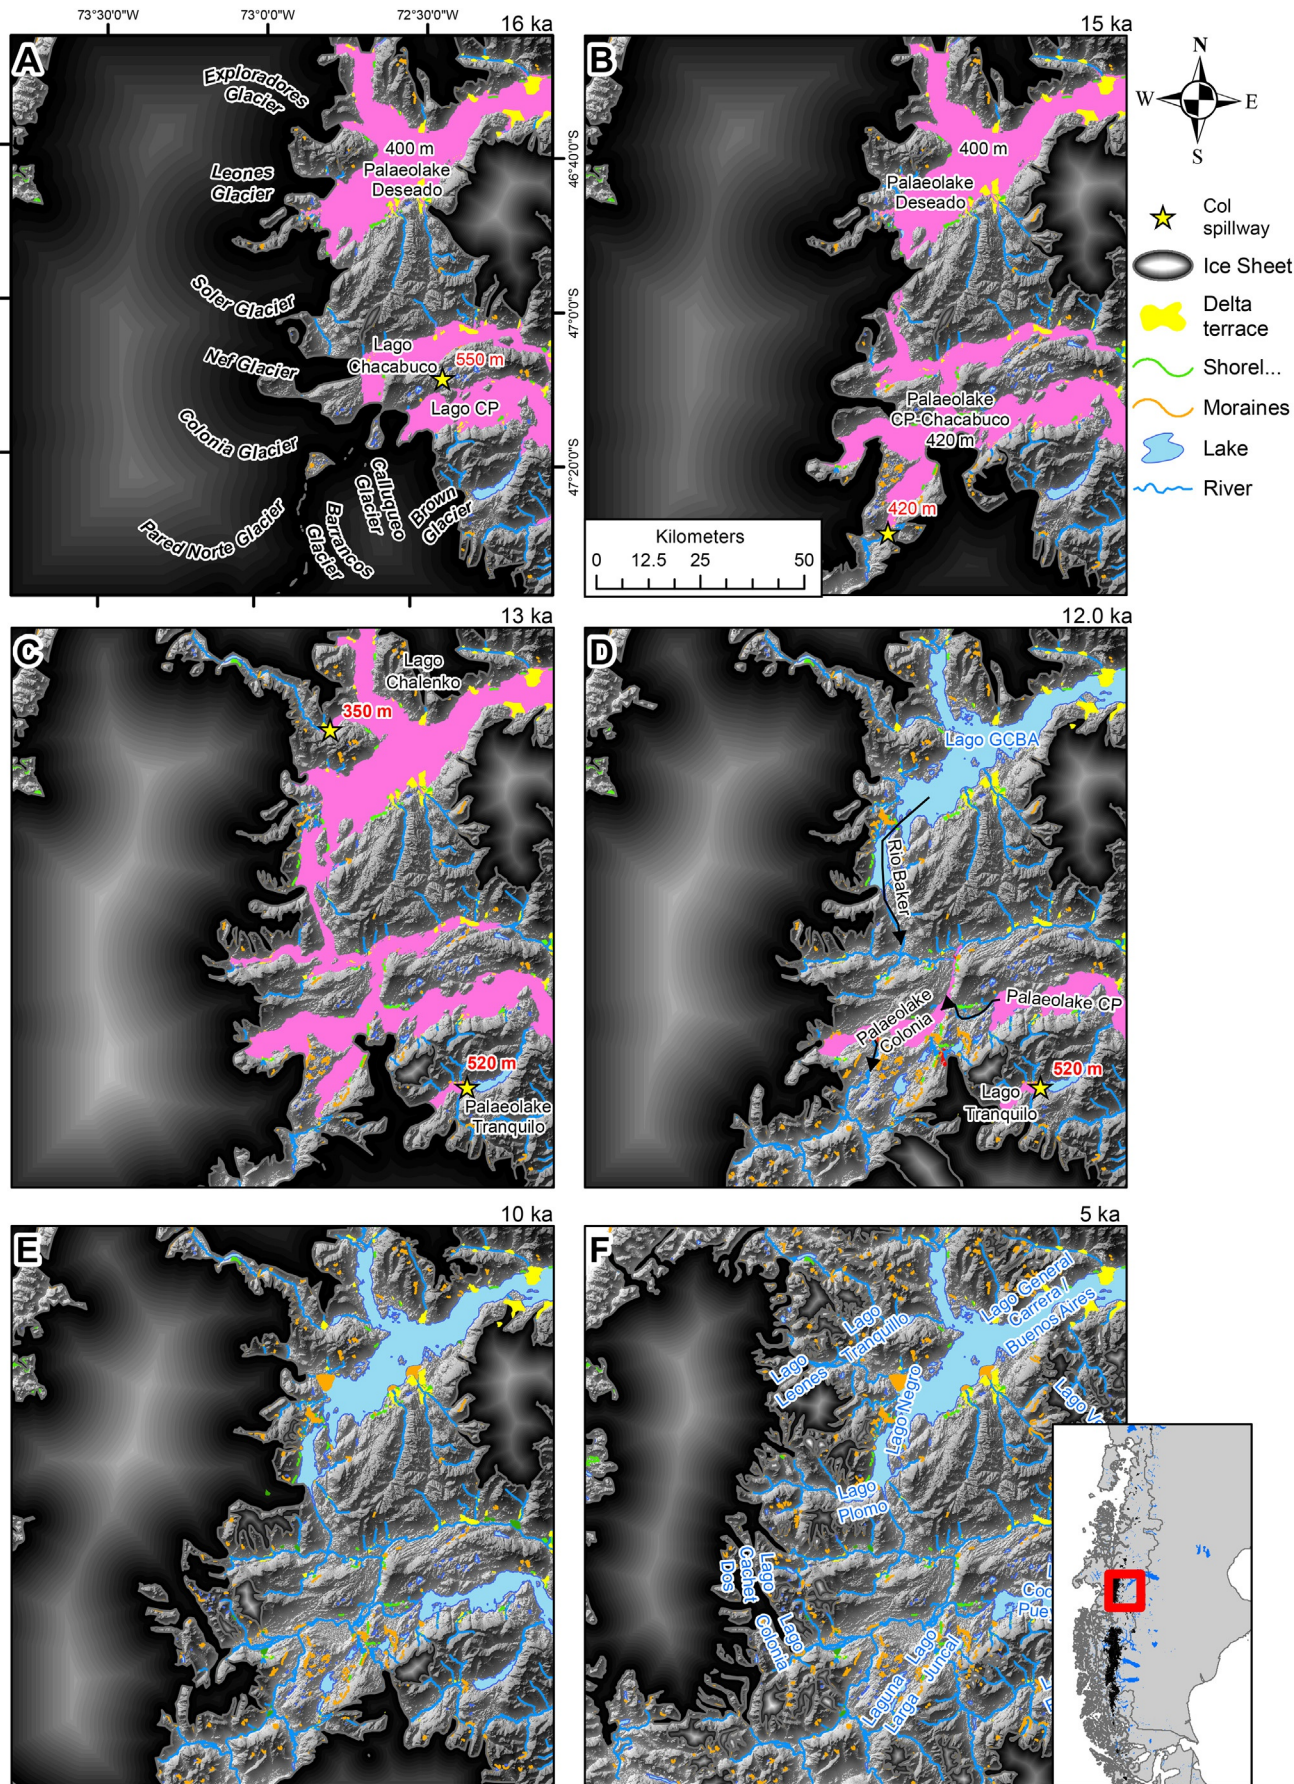 73°30'0"W
73°0'0"W
72°30'0"W
16 ka
A
Exploradores
Glacier
400 m
Palaeolake
Deseado
Leones
Glacier
Soler Glacier
Nef Glacier
Lago
Chacabuco
550 m
Lago CP
Colonia Glacier
Pared Norte Glacier
Barrancos
Glacier
Calluqueo
Glacier
Brown
Glacier
46°40'0"S
47°0'0"S
47°20'0"S
15 ka
B
400 m
Palaeolake
Deseado
Palaeolake
CP-Chacabuco
420 m
420 m
Kilometers
0 12.5 25 50
N
W E
S
Col
spillway
Ice Sheet
Delta
terrace
Shorel...
Moraines
Lake
River
13 ka
C
Lago
Chalenko
350 m
520 m
Palaeolake
Tranquilo
12.0 ka
D
Lago GCBA
Rio Baker
Palaeolake
Colonia
Palaeolake CP
520 m
Lago
Tranquilo
10 ka
E
5 ka
F
Lago General
Carrera /
Buenos Aires
Lago
Tranquillo
Lago
Leones
Lago Negro
Lago
Plomo
Lago
Cachet
Dos
Lago
Colonia
Laguna
Larga
Lago
Juncal